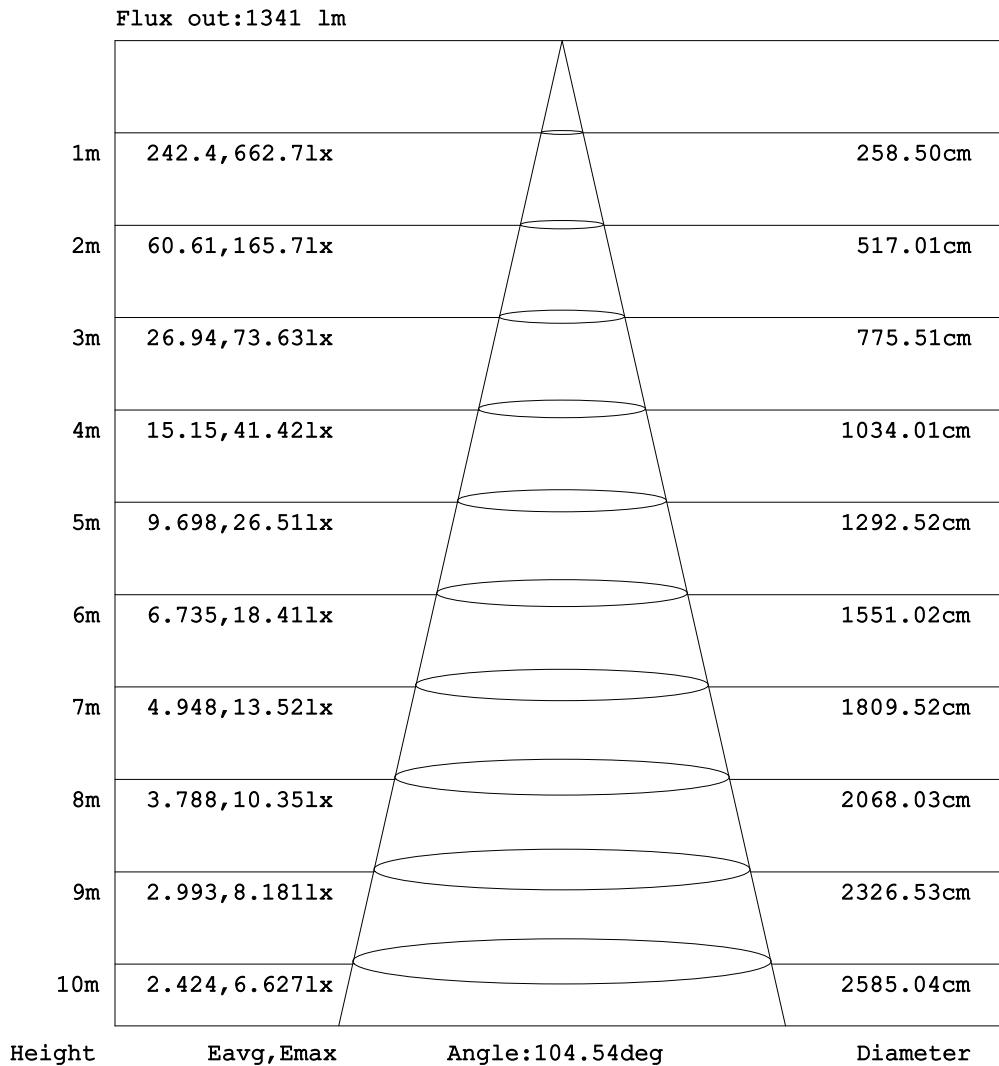 Flux out:1341 lm
1m 242.4,662.7lx 258.50cm
2m 60.61,165.7lx 517.01cm
3m 26.94,73.63lx 775.51cm
4m 15.15,41.42lx 1034.01cm
5m 9.698,26.51lx 1292.52cm
6m 6.735,18.41lx 1551.02cm
7m 4.948,13.52lx 1809.52cm
8m 3.788,10.35lx 2068.03cm
9m 2.993,8.181lx 2326.53cm
10m 2.424,6.627lx 2585.04cm
Height Eavg,Emax Angle:104.54deg Diameter